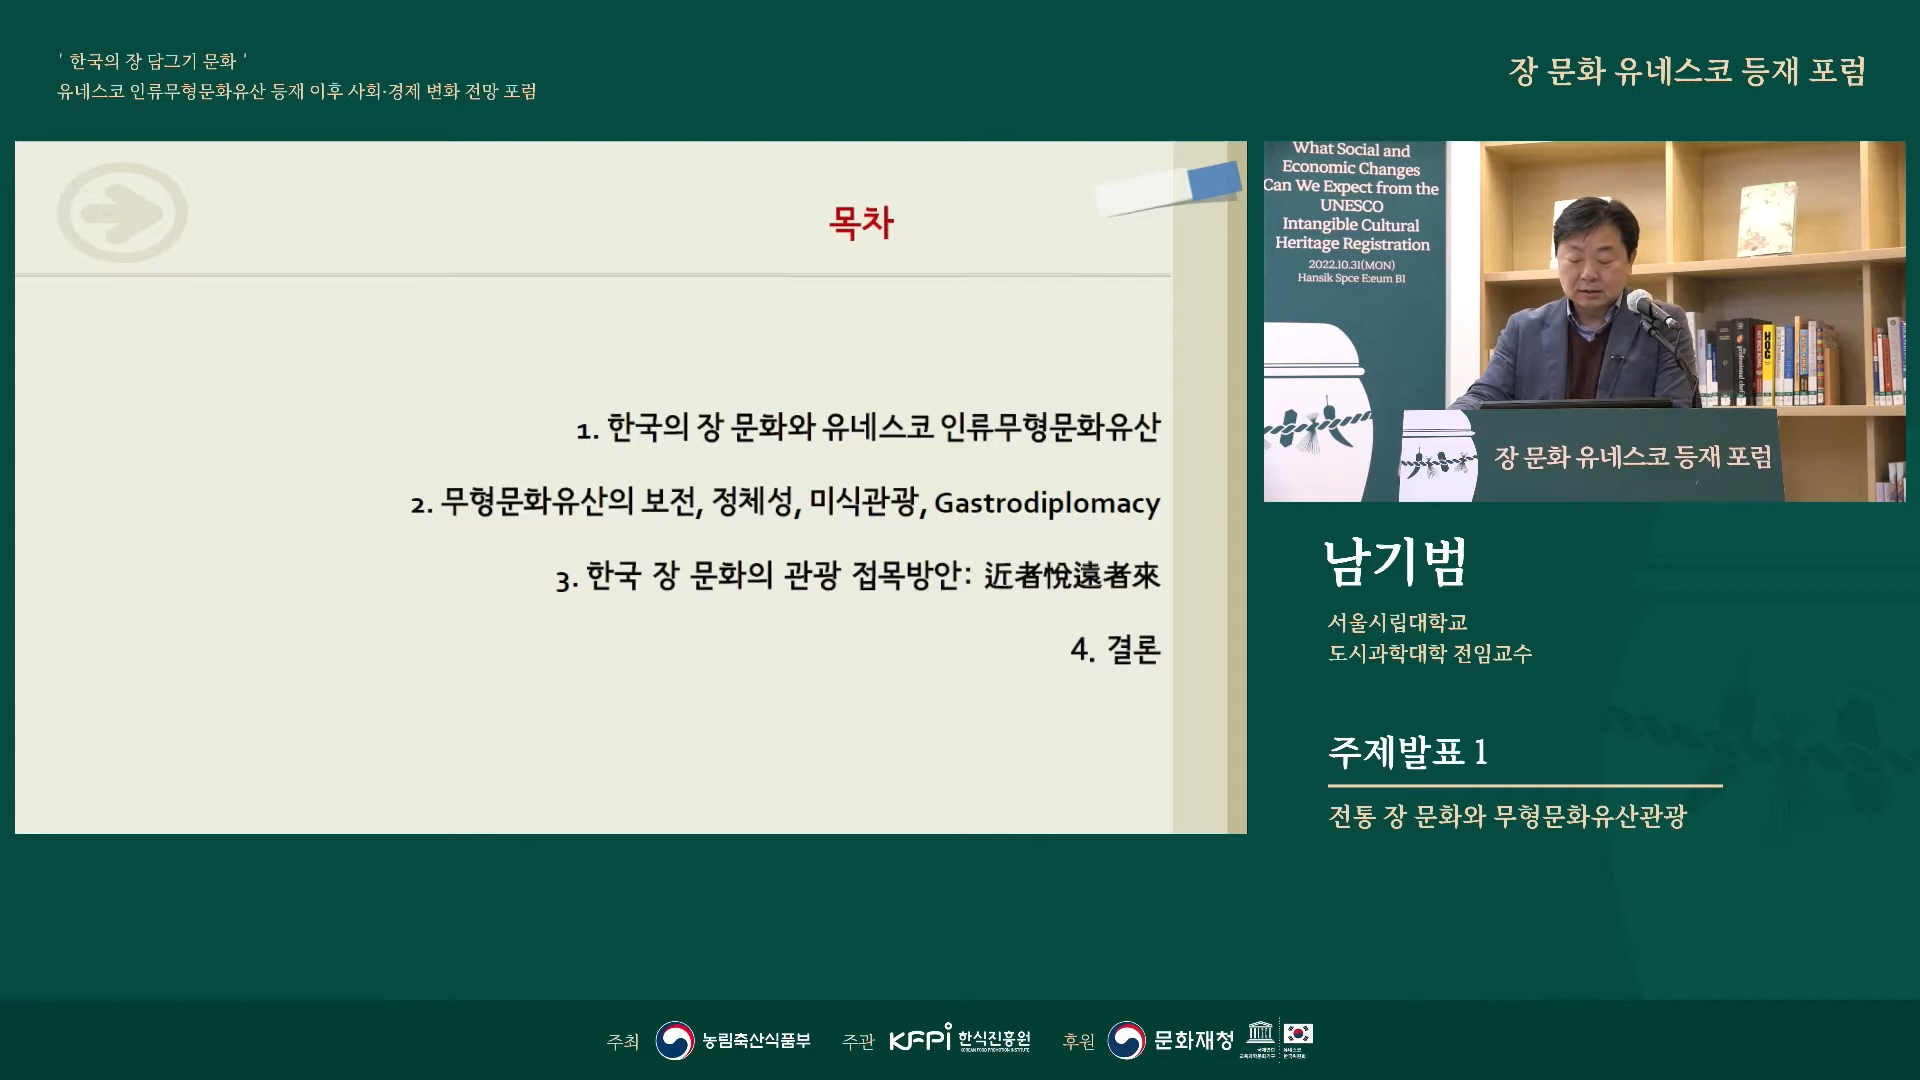 ' 한국의 장 담그기 문화 '
유네스코 인류무형문화유산 등재 이후 사회·경제 변화 전망 포럼
장 문화 유네스코 등재 포럼
목차
1. 한국의 장 문화와 유네스코 인류무형문화유산
2. 무형문화유산의 보전, 정체성, 미식관광, Gastrodiplomacy
3. 한국 장 문화의 관광 접목방안: 近者悅遠者來
4. 결론
What Social and
Economic Changes
Can We Expect from the
UNESCO
Intangible Cultural
Heritage Registration
2022.10.31(MON)
Hansik Spce E:eum B1
HOG
장 문화 유네스코 등재 포럼
남기범
서울시립대학교
도시과학대학 전임교수
주제발표 1
전통 장 문화와 무형문화유산관광
주최 농림축산식품부 주관 KFPi 한식진흥원 후원 문화재청
KOREAN FOOD PROMOTION INSTITUTE